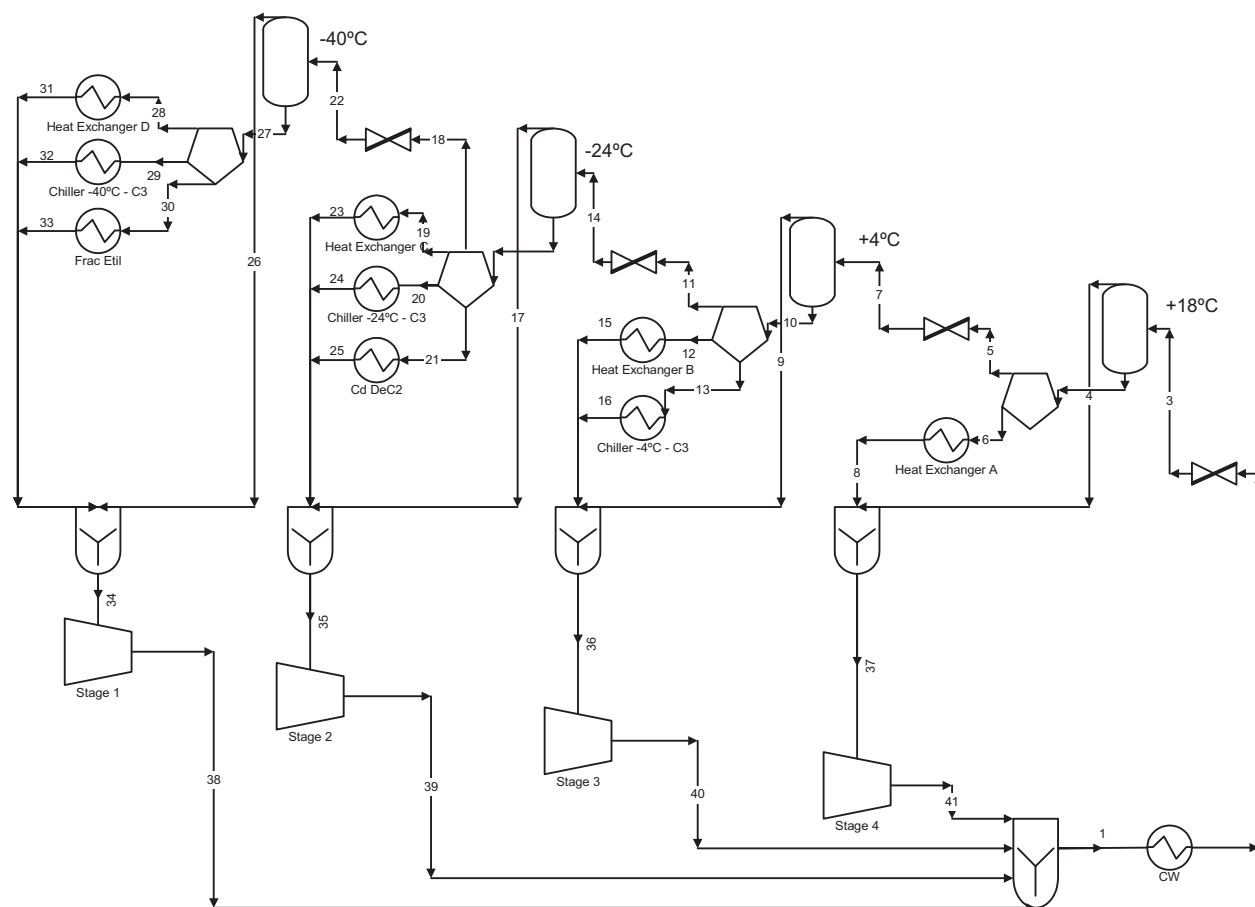 -40ºC
31
28
22
Heat Exchanger D
27
18
17
-24ºC
32
29
Chiller -40ºC - C3
30
33
Frac Etil
26
23
19
14
Heat Exchanger C
+4ºC
24
20
Chiller -24ºC - C3
11
7
25
21
Cd DeC2
15
12
10
9
Heat Exchanger B
+18ºC
5
13
16
Chiller -4ºC - C3
4
3
6
8
Heat Exchanger A
34
35
36
37
Stage 1
Stage 2
Stage 3
Stage 4
38
39
40
41
1
CW